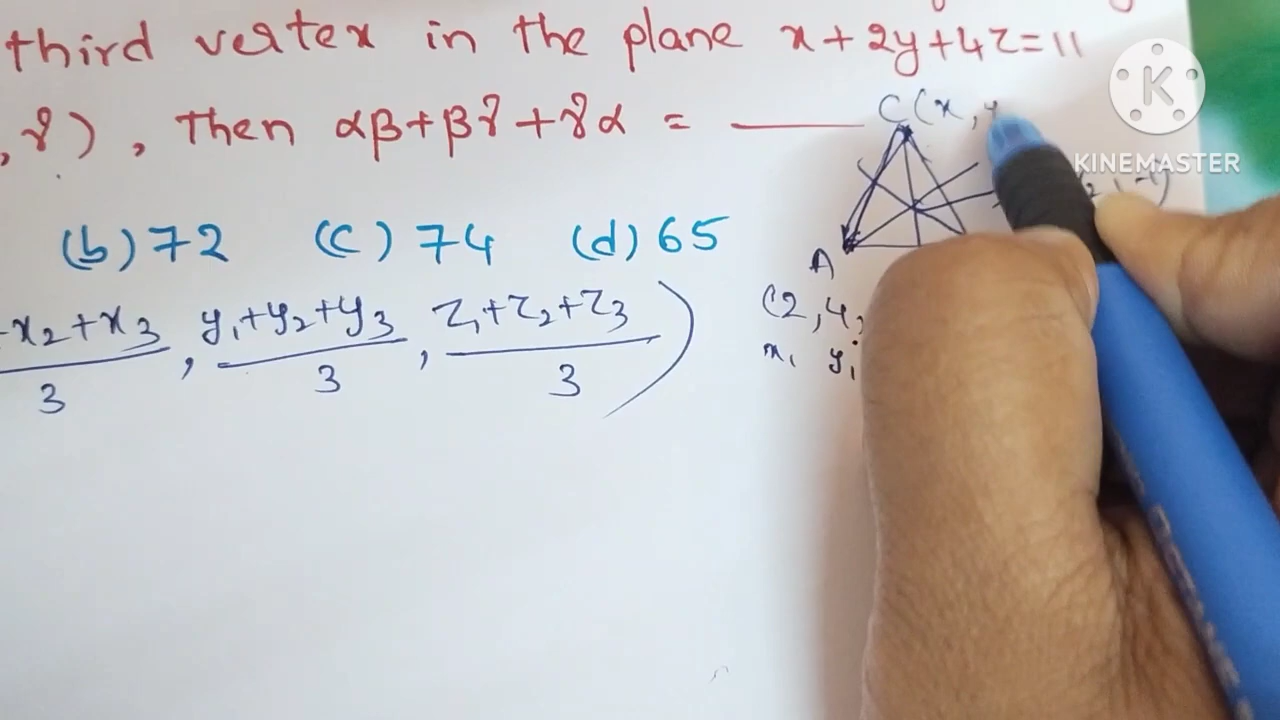 third vertex in the plane x+2y+4z=11
, γ), then αβ+βγ+γα = ______
C(x, y
K
KINEMASTER
, -1)
(b) 72 (c) 74 (d) 65
A
x2+x3/3, y1+y2+y3/3, z1+z2+z3/3)
(2,4,
x1 y1